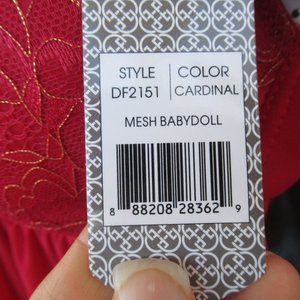 STYLE COLOR
DF2151 CARDINAL
MESH BABYDOLL
8 88208 28362 9